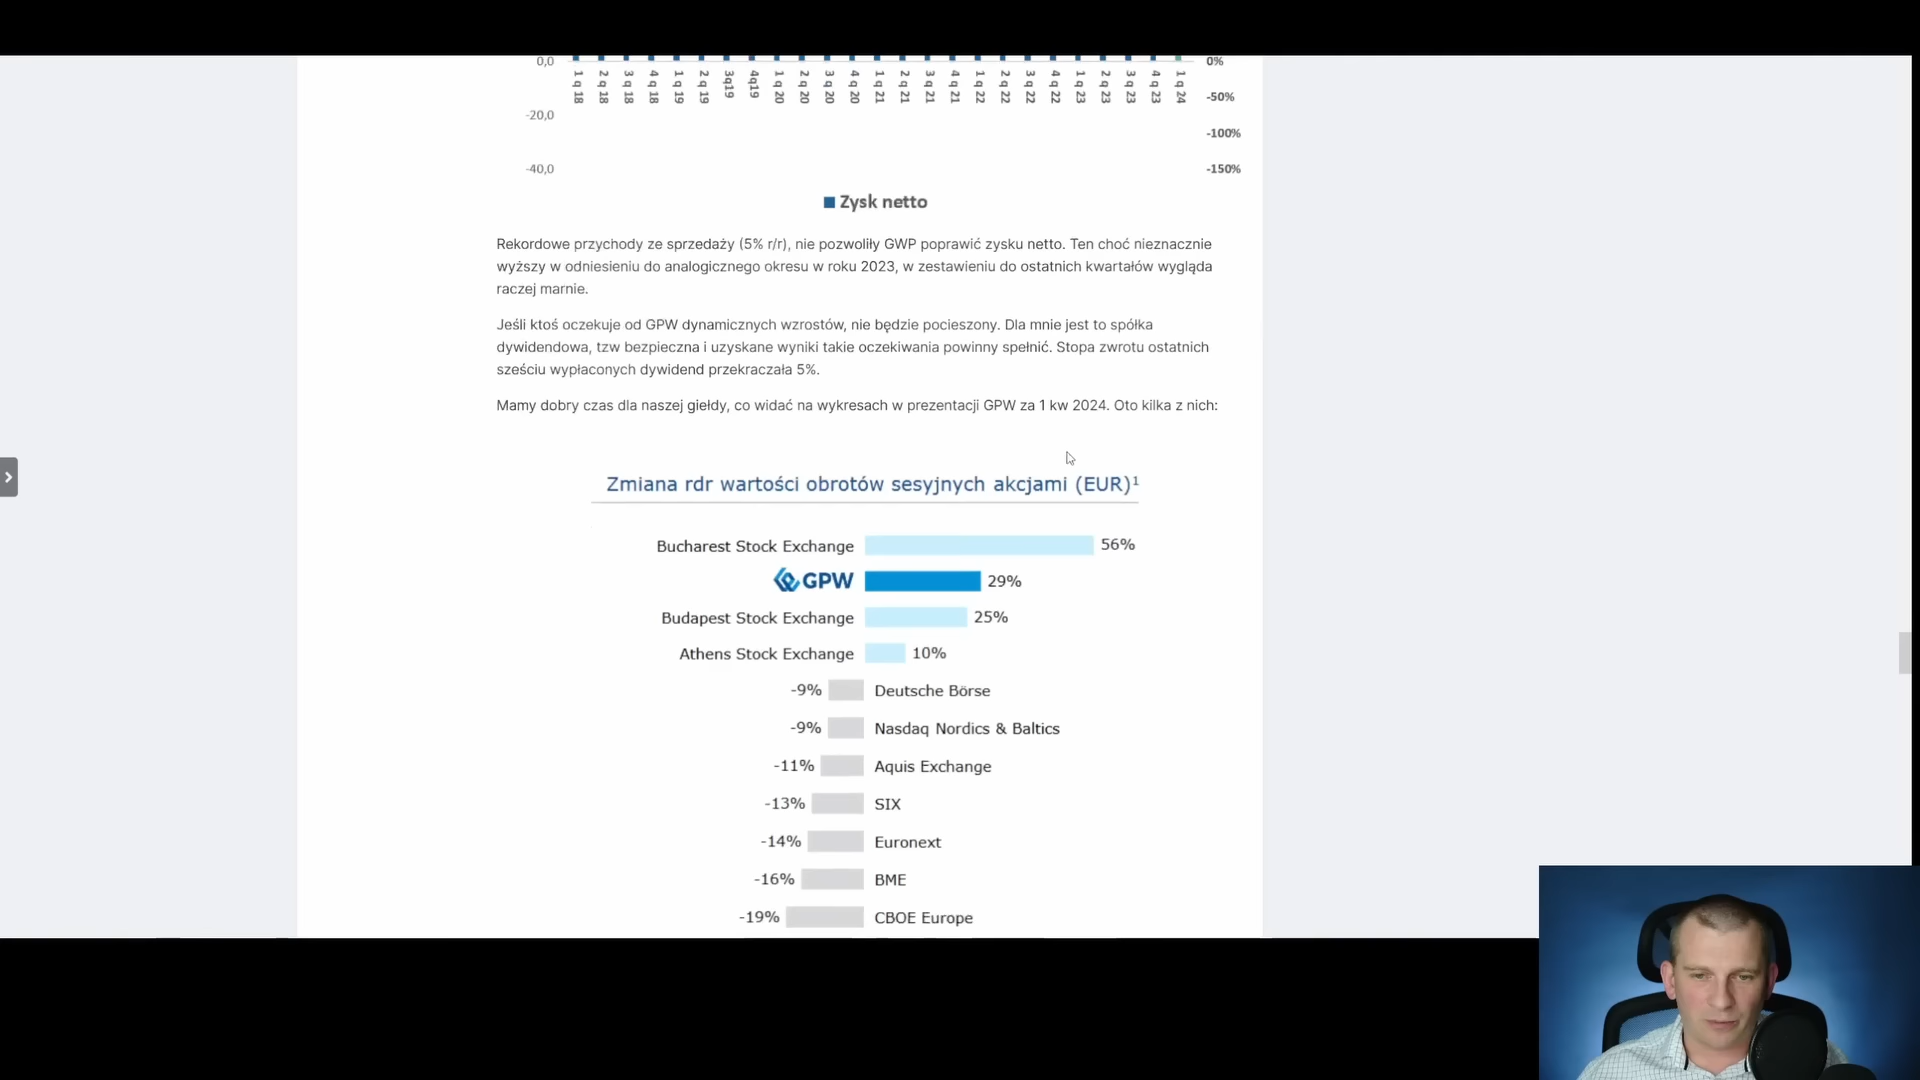 0,0
0%
1 q 18
2 q 18
3 q 18
4 q 18
1 q 19
2 q 19
3q19
4q19
1 q 20
2 q 20
3 q 20
4 q 20
1 q 21
2 q 21
3 q 21
4 q 21
1 q 22
2 q 22
3 q 22
4 q 22
1 q 23
2 q 23
3 q 23
4 q 23
1 q 24
-50%
-20,0
-100%
-40,0
-150%
Zysk netto
Rekordowe przychody ze sprzedaży (5% r/r), nie pozwoliły GWP poprawić zysku netto. Ten choć nieznacznie
wyższy w odniesieniu do analogicznego okresu w roku 2023, w zestawieniu do ostatnich kwartałów wygląda
raczej marnie.
Jeśli ktoś oczekuje od GPW dynamicznych wzrostów, nie będzie pocieszony. Dla mnie jest to spółka
dywidendowa, tzw bezpieczna i uzyskane wyniki takie oczekiwania powinny spełnić. Stopa zwrotu ostatnich
sześciu wypłaconych dywidend przekraczała 5%.
Mamy dobry czas dla naszej giełdy, co widać na wykresach w prezentacji GPW za 1 kw 2024. Oto kilka z nich:
Zmiana rdr wartości obrotów sesyjnych akcjami (EUR)¹
Bucharest Stock Exchange 56%
GPW 29%
Budapest Stock Exchange 25%
Athens Stock Exchange 10%
-9% Deutsche Börse
-9% Nasdaq Nordics & Baltics
-11% Aquis Exchange
-13% SIX
-14% Euronext
-16% BME
-19% CBOE Europe